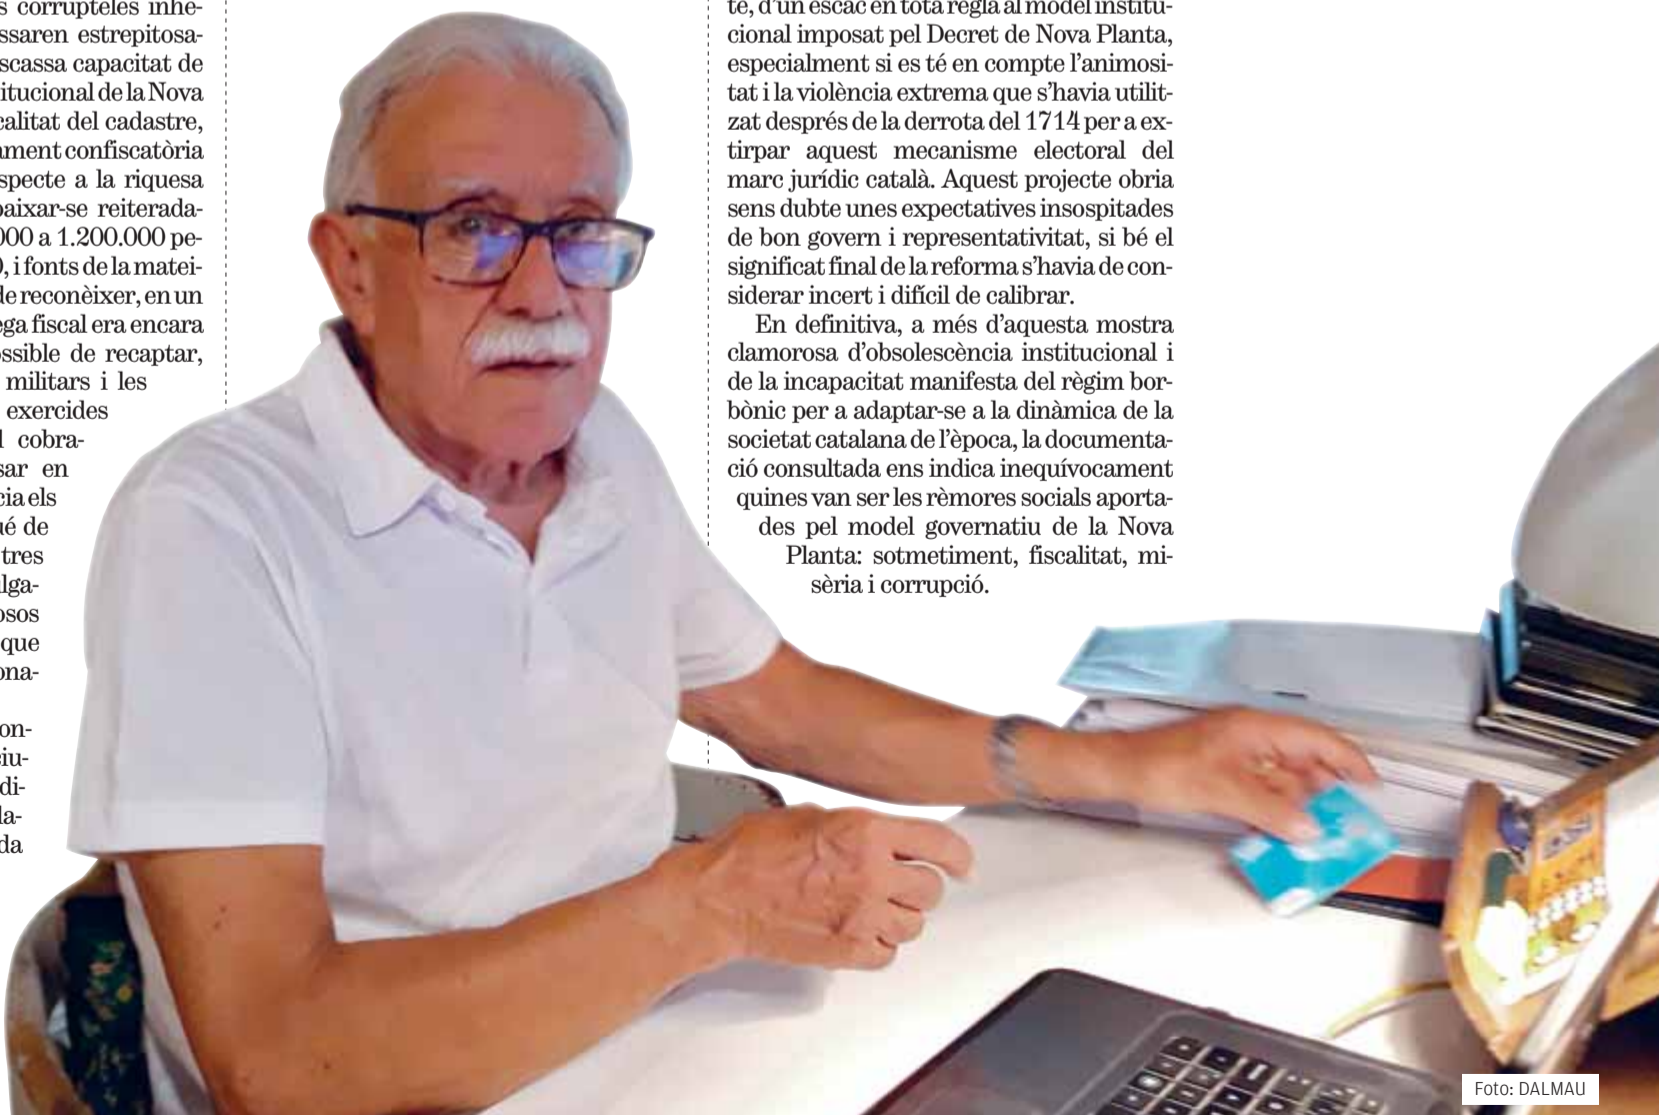 s corrupteles inhe-
ssaren estrepitosa-
scassa capacitat de
itucional de la Nova
calitat del cadastre,
ament confiscatòria
specte a la riquesa
baixar-se reiterada-
000 a 1.200.000 pe-
), i fonts de la matei-
de reconèixer, en un
ega fiscal era encara
ossible de recaptar,
militars i les
exercides
l cobra-
sar en
cia els
ué de
tres
ulga-
osos
que
ona-
on-
ciu-
di-
la-
da
te, d'un escac en tota regla al model institu-
cional imposat pel Decret de Nova Planta,
especialment si es té en compte l'animosi-
tat i la violència extrema que s'havia utilit-
zat després de la derrota del 1714 per a ex-
tirpar aquest mecanisme electoral del
marc jurídic català. Aquest projecte obria
sens dubte unes expectatives insospitades
de bon govern i representativitat, si bé el
significat final de la reforma s'havia de con-
siderar incert i difícil de calibrar.
En definitiva, a més d'aquesta mostra
clamorosa d'obsolescència institucional i
de la incapacitat manifesta del règim bor-
bònic per a adaptar-se a la dinàmica de la
societat catalana de l'època, la documenta-
ció consultada ens indica inequívocament
quines van ser les rèmores socials aporta-
des pel model governatiu de la Nova
Planta: sotmetiment, fiscalitat, mi-
sèria i corrupció.
Foto: DALMAU